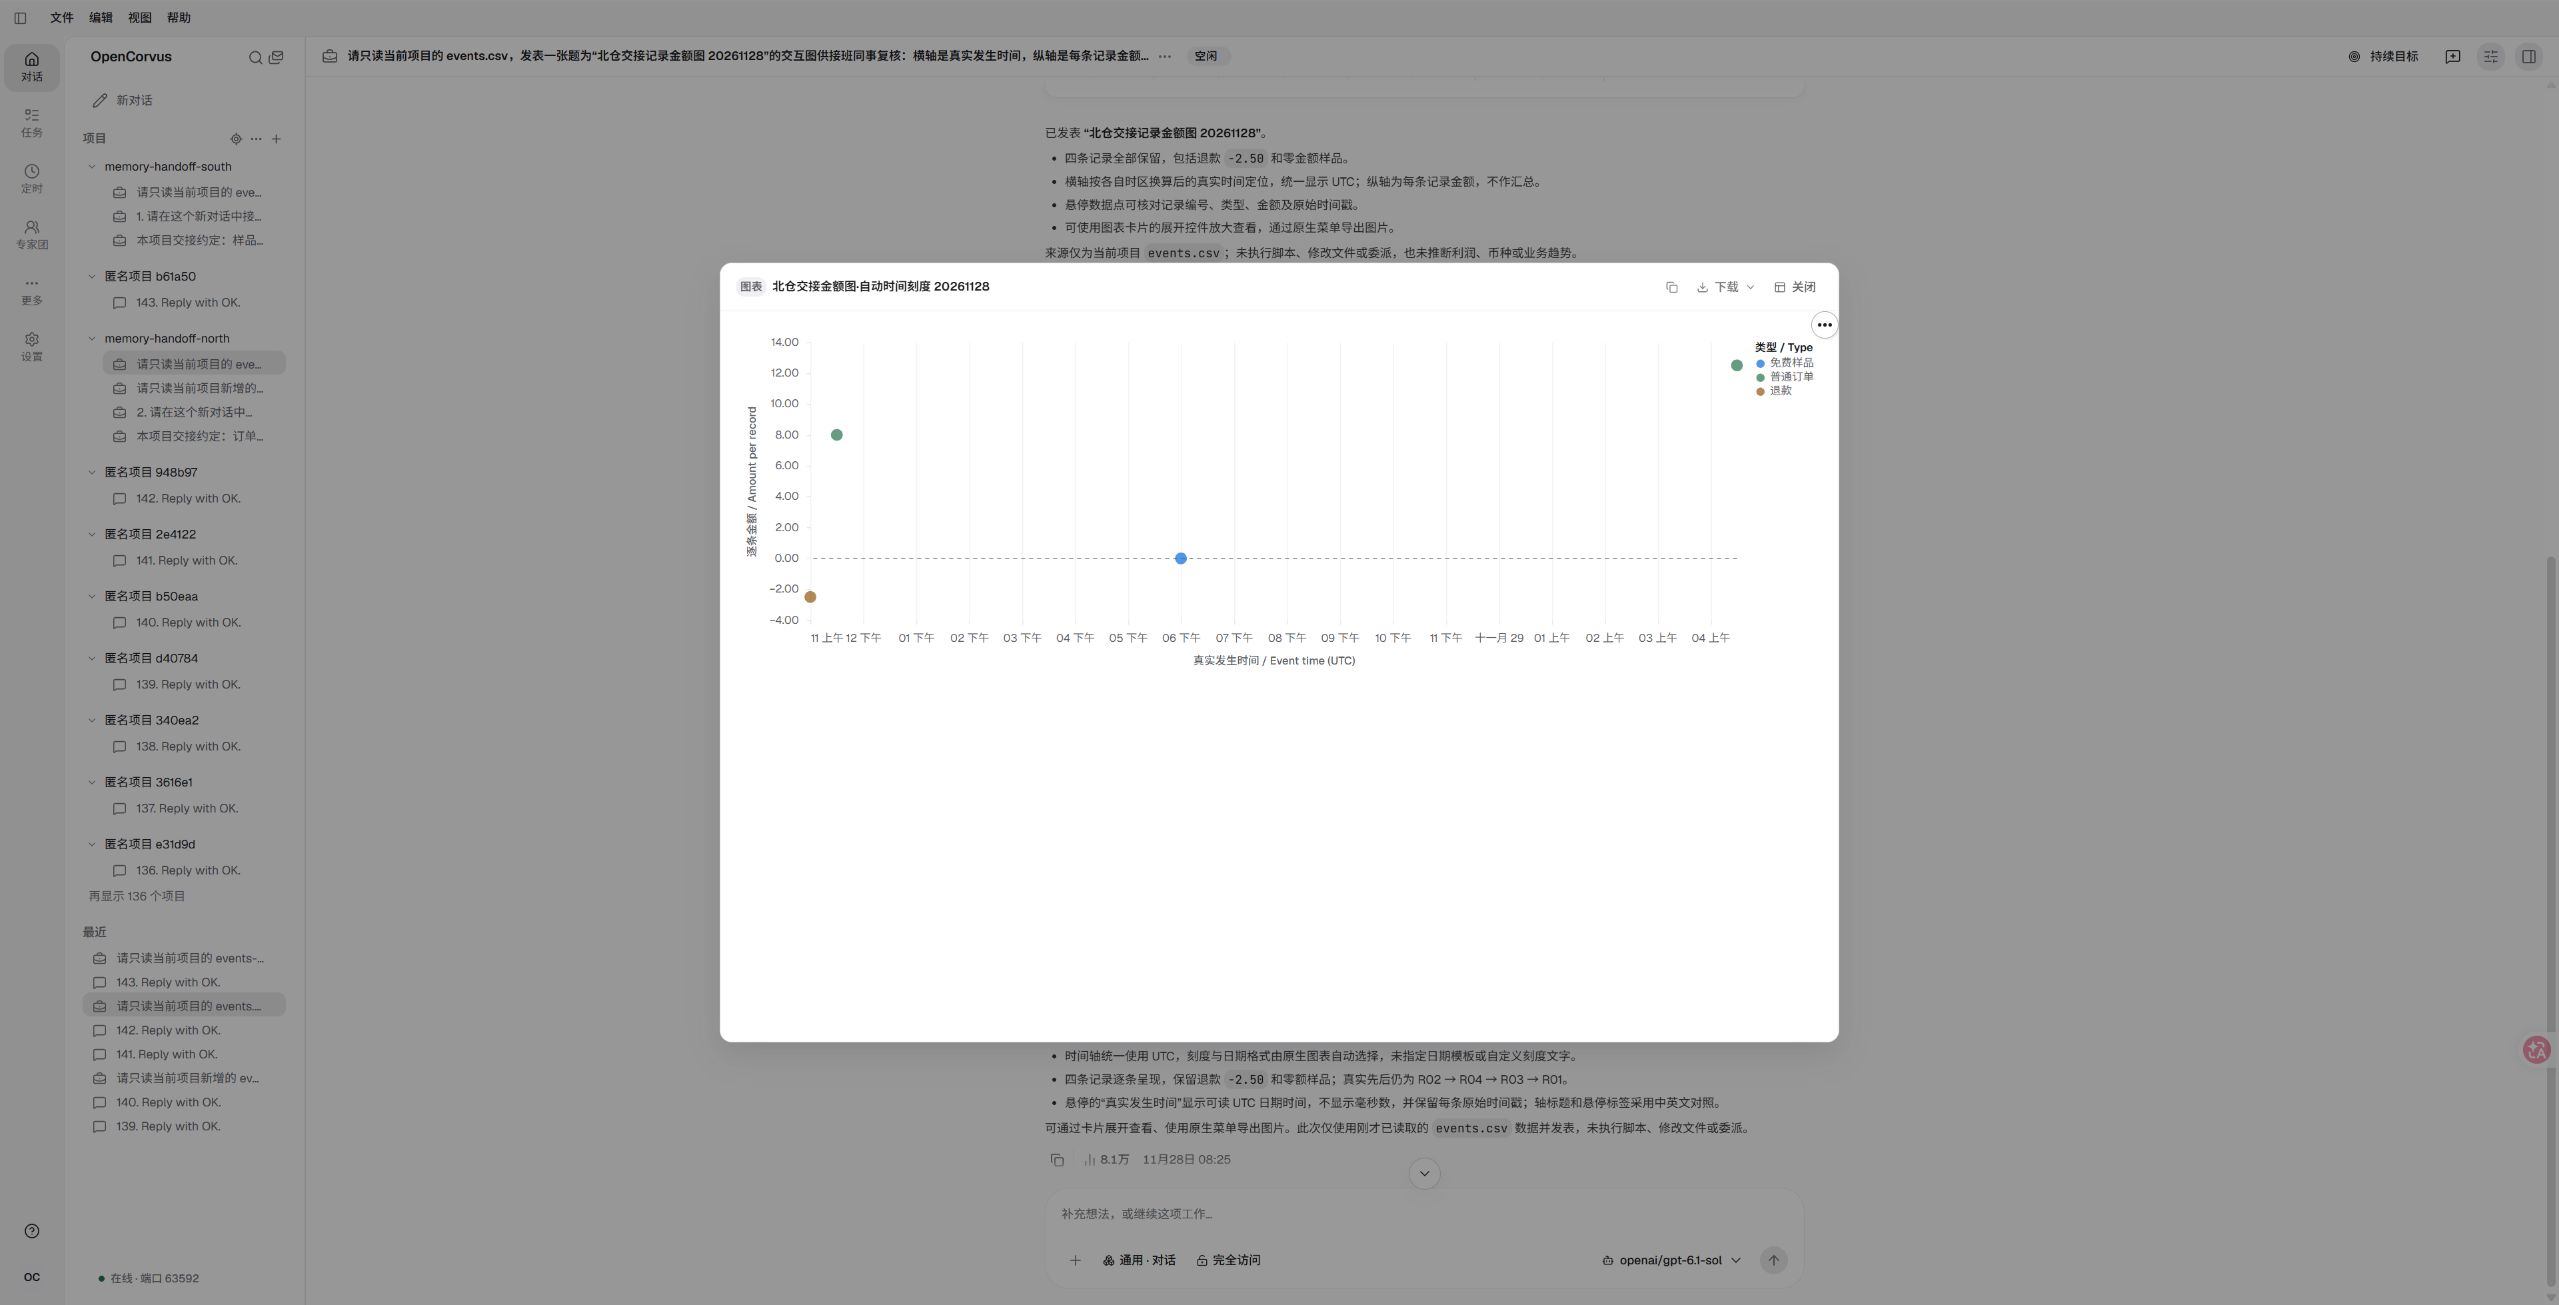 文件 编辑 视图 帮助
OpenCorvus
对话
任务
定时
专家团
更多
设置
OC
新对话
项目
memory-handoff-south
请只读当前项目的 eve...
1. 请在这个新对话中接...
本项目交接约定：样品...
匿名项目 b61a50
143. Reply with OK.
memory-handoff-north
请只读当前项目的 eve...
请只读当前项目新增的...
2. 请在这个新对话中...
本项目交接约定：订单...
匿名项目 948b97
142. Reply with OK.
匿名项目 2e4122
141. Reply with OK.
匿名项目 b50eaa
140. Reply with OK.
匿名项目 d40784
139. Reply with OK.
匿名项目 340ea2
138. Reply with OK.
匿名项目 3616e1
137. Reply with OK.
匿名项目 e31d9d
136. Reply with OK.
再显示 136 个项目
最近
请只读当前项目的 events-...
143. Reply with OK.
请只读当前项目的 events....
142. Reply with OK.
141. Reply with OK.
请只读当前项目新增的 ev...
140. Reply with OK.
139. Reply with OK.
在线 · 端口 63592
请只读当前项目的 events.csv，发表一张题为“北仓交接记录金额图 20261128”的交互图供接班同事复核：横轴是真实发生时间，纵轴是每条记录金额... 空闲
持续目标
已发表 “北仓交接记录金额图 20261128”。
• 四条记录全部保留，包括退款 -2.50 和零金额样品。
• 横轴按各自时区换算后的真实时间定位，统一显示 UTC；纵轴为每条记录金额，不作汇总。
• 悬停数据点可核对记录编号、类型、金额及原始时间戳。
• 可使用图表卡片的展开控件放大查看，通过原生菜单导出图片。
来源仅为当前项目 events.csv；未执行脚本、修改文件或委派，也未推断利润、币种或业务趋势。
图表 北仓交接金额图·自动时间刻度 20261128
下载 关闭
14.00
12.00
10.00
8.00
6.00
4.00
2.00
0.00
−2.00
−4.00
逐条金额 / Amount per record
11 上午 12 下午 01 下午 02 下午 03 下午 04 下午 05 下午 06 下午 07 下午 08 下午 09 下午 10 下午 11 下午 十一月 29 01 上午 02 上午 03 上午 04 上午
真实发生时间 / Event time (UTC)
类型 / Type
免费样品
普通订单
退款
• 时间轴统一使用 UTC，刻度与日期格式由原生图表自动选择，未指定日期模板或自定义刻度文字。
• 四条记录逐条呈现，保留退款 -2.50 和零额样品；真实先后仍为 R02 → R04 → R03 → R01。
• 悬停的“真实发生时间”显示可读 UTC 日期时间，不显示毫秒数，并保留每条原始时间戳；轴标题和悬停标签采用中英文对照。
可通过卡片展开查看、使用原生菜单导出图片。此次仅使用刚才已读取的 events.csv 数据并发表，未执行脚本、修改文件或委派。
8.1万 11月28日 08:25
补充想法，或继续这项工作...
通用 · 对话 完全访问
openai/gpt-6.1-sol